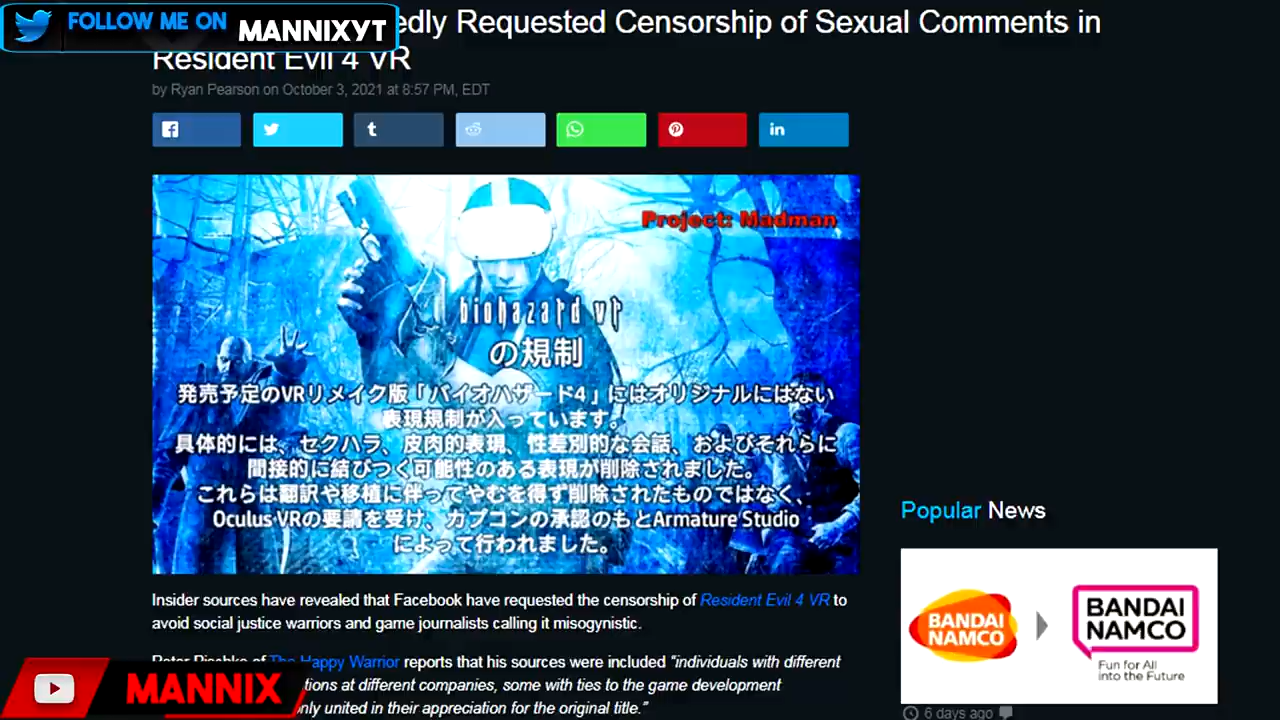 FOLLOW ME ON MANNIXYT
Requested Censorship of Sexual Comments in
Resident Evil 4 VR
by Ryan Pearson on October 3, 2021 at 8:57 PM, EDT
Project: Madman
biohazard vr
の規制
発売予定のVRリメイク版「バイオハザード4」にはオリジナルにはない
表現規制が入っています。
具体的には、セクハラ、皮肉的表現、性差別的な会話、およびそれらに
間接的に結びつく可能性のある表現が削除されました。
これらは翻訳や移植に伴ってやむを得ず削除されたものではなく、
Oculus VRの要請を受け、カプコンの承認のもとArmature Studio
によって行われました。
Popular News
BANDAI
NAMCO
BANDAI
NAMCO
Fun for All
into the Future
6 days ago
Insider sources have revealed that Facebook have requested the censorship of Resident Evil 4 VR to
avoid social justice warriors and game journalists calling it misogynistic.
The Happy Warrior reports that his sources were included "individuals with different
at different companies, some with ties to the game development
united in their appreciation for the original title."
MANNIX